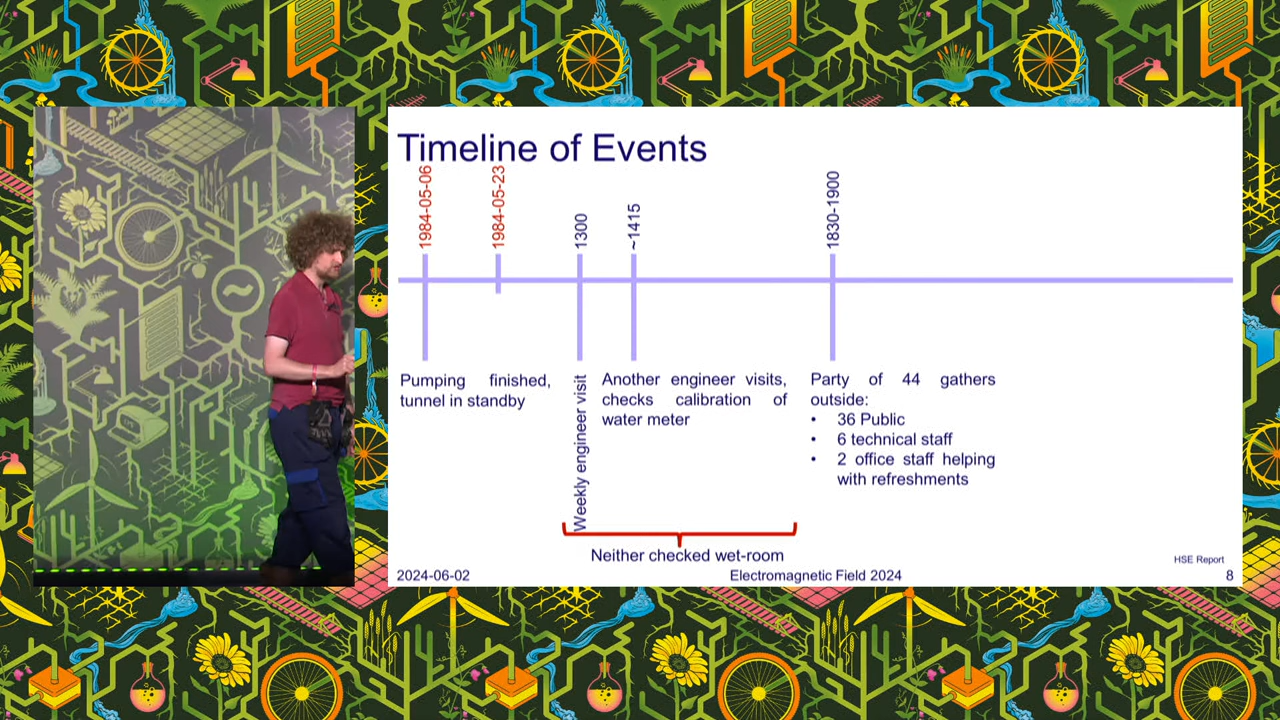 Timeline of Events
1984-05-06
1984-05-23
1300
~1415
1830-1900
Pumping finished,
tunnel in standby
Weekly engineer visit
Another engineer visits,
checks calibration of
water meter
Party of 44 gathers
outside:
• 36 Public
• 6 technical staff
• 2 office staff helping
with refreshments
Neither checked wet-room
HSE Report
2024-06-02
Electromagnetic Field 2024
8